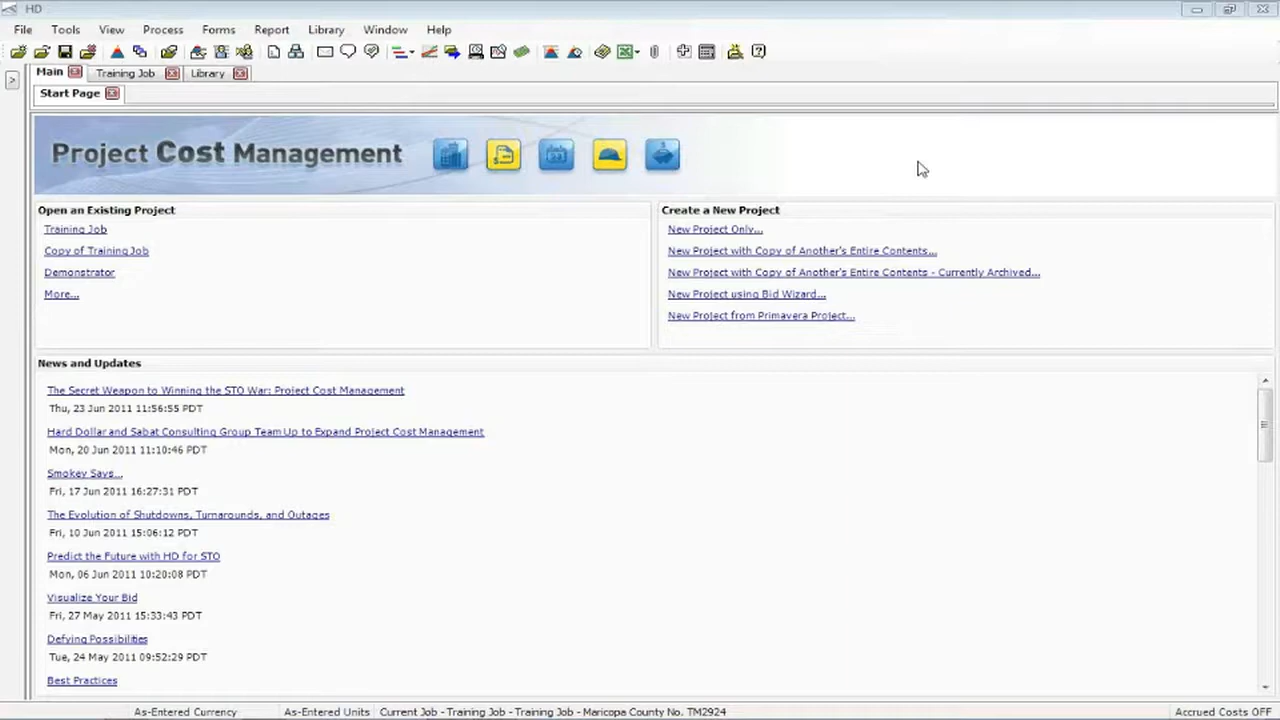 HD
File Tools View Process Forms Report Library Window Help
Main Training Job Library
Start Page
Project Cost Management
Open an Existing Project
Training Job
Copy of Training Job
Demonstrator
More...
Create a New Project
New Project Only...
New Project with Copy of Another's Entire Contents...
New Project with Copy of Another's Entire Contents - Currently Archived...
New Project using Bid Wizard...
New Project from Primavera Project...
News and Updates
The Secret Weapon to Winning the STO War: Project Cost Management
Thu, 23 Jun 2011 11:56:55 PDT
Hard Dollar and Sabat Consulting Group Team Up to Expand Project Cost Management
Mon, 20 Jun 2011 11:10:46 PDT
Smokey Says...
Fri, 17 Jun 2011 16:27:31 PDT
The Evolution of Shutdowns, Turnarounds, and Outages
Fri, 10 Jun 2011 15:06:12 PDT
Predict the Future with HD for STO
Mon, 06 Jun 2011 10:20:08 PDT
Visualize Your Bid
Fri, 27 May 2011 15:33:43 PDT
Defying Possibilities
Tue, 24 May 2011 09:52:29 PDT
Best Practices
As-Entered Currency As-Entered Units Current Job - Training Job - Training Job - Maricopa County No. TM2924 Accrued Costs OFF